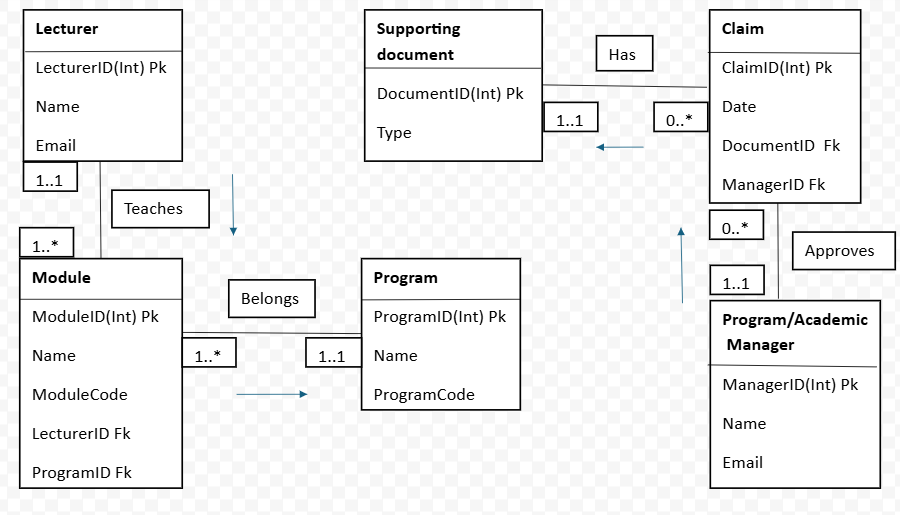 Lecturer
LecturerID(Int) Pk
Name
Email
1..1
Teaches
1..*
Module
ModuleID(Int) Pk
Name
ModuleCode
LecturerID Fk
ProgramID Fk
Belongs
1..*
1..1
Program
ProgramID(Int) Pk
Name
ProgramCode
Supporting
document
DocumentID(Int) Pk
Type
Has
1..1
0..*
Claim
ClaimID(Int) Pk
Date
DocumentID  Fk
ManagerID Fk
0..*
Approves
1..1
Program/Academic
Manager
ManagerID(Int) Pk
Name
Email